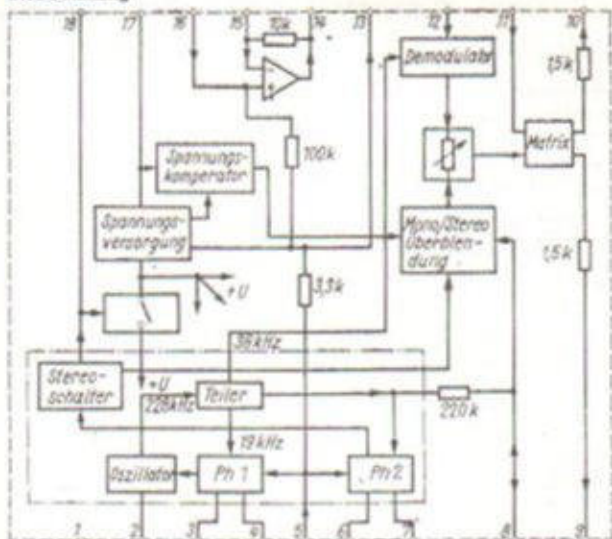 18 17 16 15 14 13 12 11 10
10k
Demodulator
1,5k
Spannungs-
komperator
100k
Matrix
Spannungs-
versorgung
Mono/Stereo
Überblen-
dung
+U
3,3k
1,5k
38kHz
Stereo-
schalter
+U
228kHz
Teiler
220k
19kHz
Oszillator
Ph 1
Ph 2
1 2 3 4 5 6 7 8 9